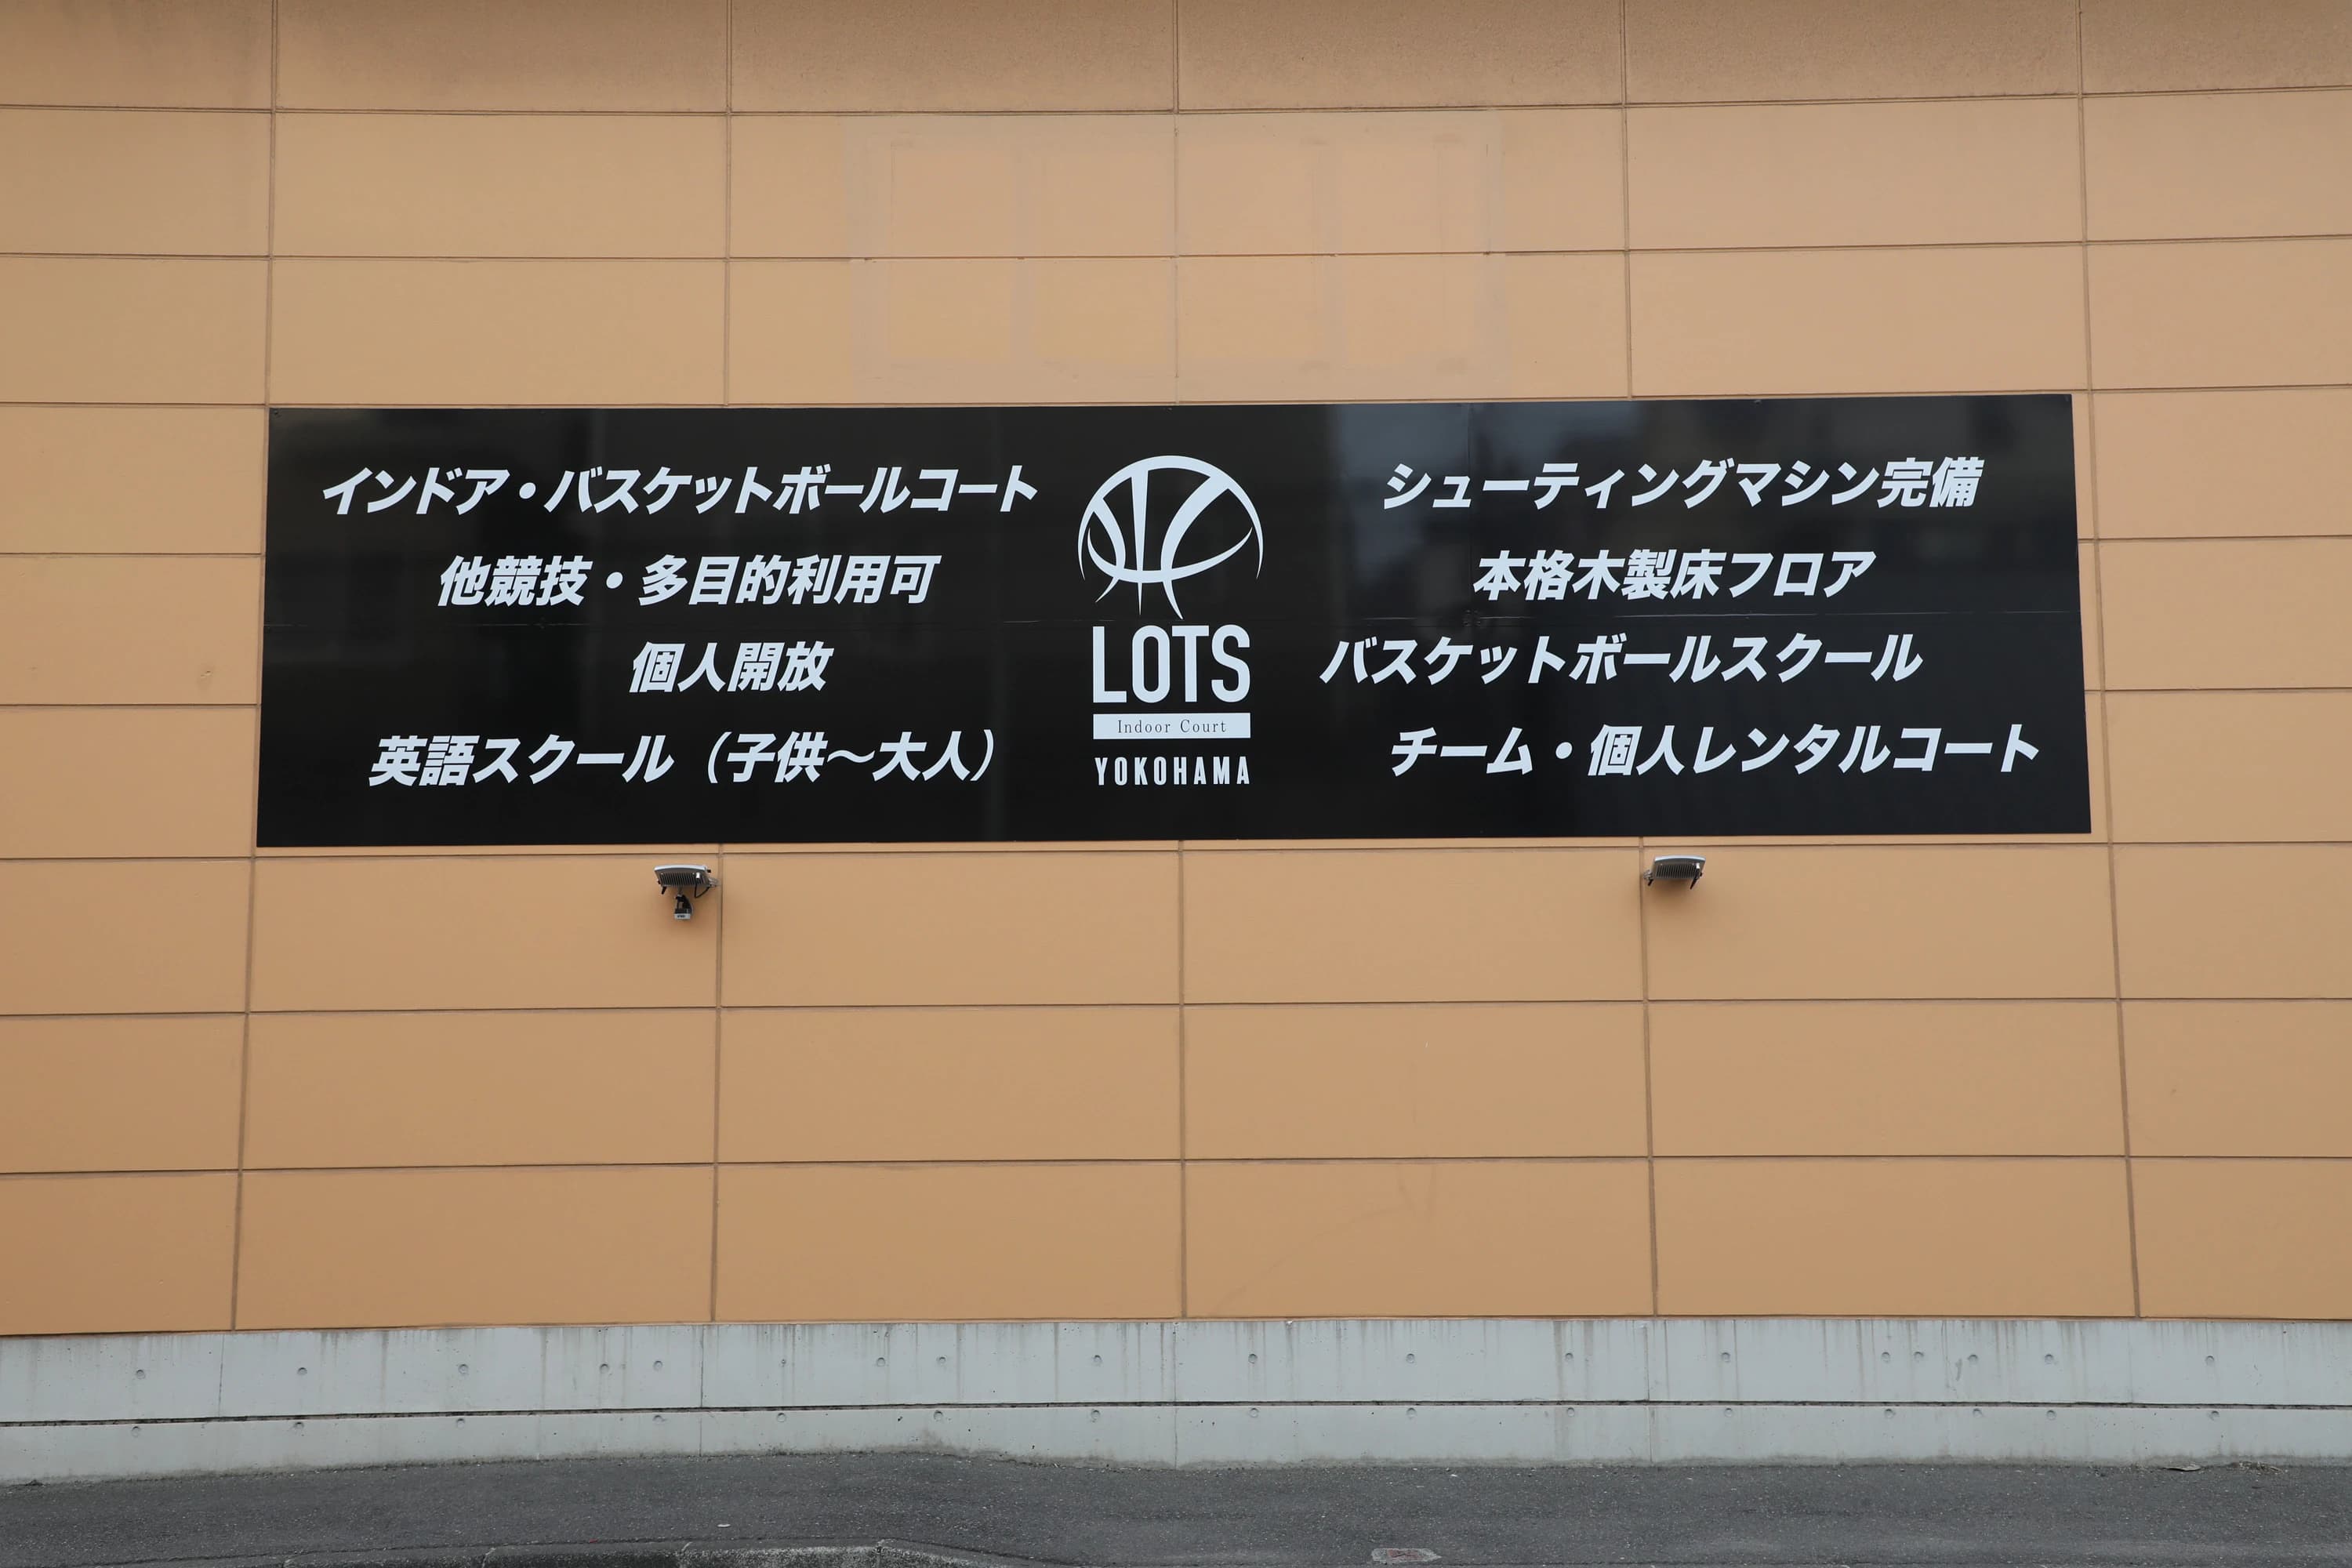 インドア・バスケットボールコート
他競技・多目的利用可
個人開放
英語スクール（子供～大人）
LOTS
Indoor Court
YOKOHAMA
シューティングマシン完備
本格木製床フロア
バスケットボールスクール
チーム・個人レンタルコート